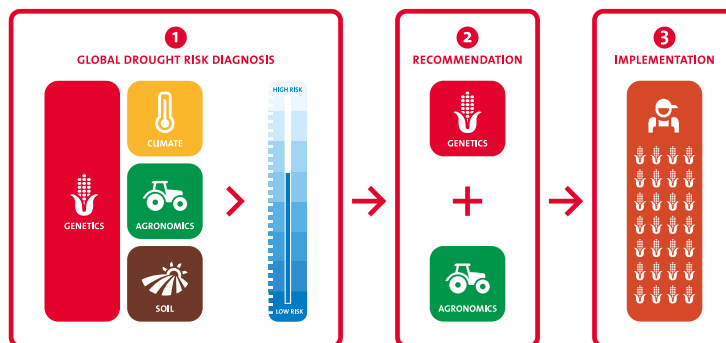 1
GLOBAL DROUGHT RISK DIAGNOSIS
GENETICS
CLIMATE
AGRONOMICS
SOIL
HIGH RISK
LOW RISK
2
RECOMMENDATION
GENETICS
+
AGRONOMICS
3
IMPLEMENTATION